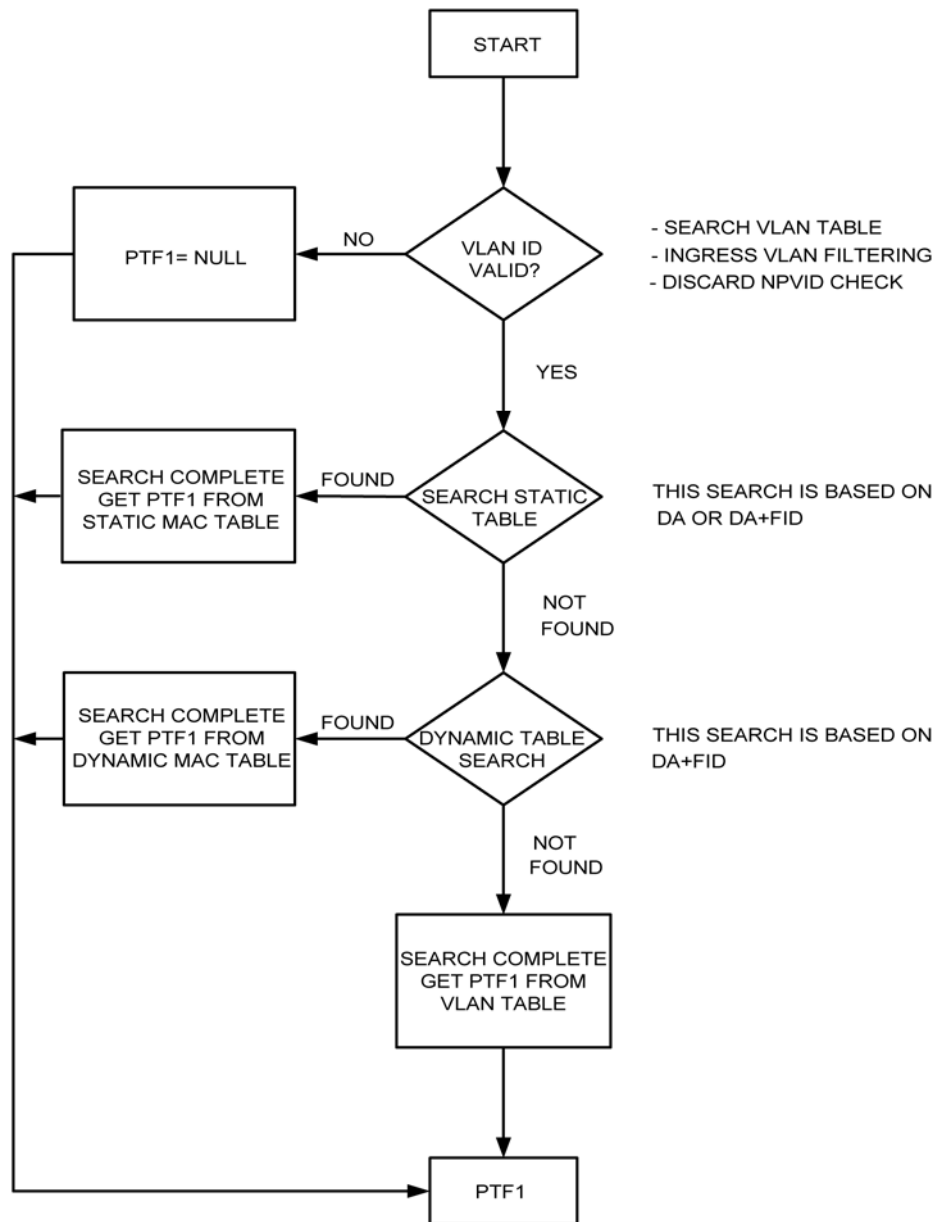 START
PTF1= NULL
NO
VLAN ID
VALID?
- SEARCH VLAN TABLE
- INGRESS VLAN FILTERING
- DISCARD NPVID CHECK
YES
SEARCH COMPLETE
GET PTF1 FROM
STATIC MAC TABLE
FOUND
SEARCH STATIC
TABLE
THIS SEARCH IS BASED ON
DA OR DA+FID
NOT
FOUND
SEARCH COMPLETE
GET PTF1 FROM
DYNAMIC MAC TABLE
FOUND
DYNAMIC TABLE
SEARCH
THIS SEARCH IS BASED ON
DA+FID
NOT
FOUND
SEARCH COMPLETE
GET PTF1 FROM
VLAN TABLE
PTF1